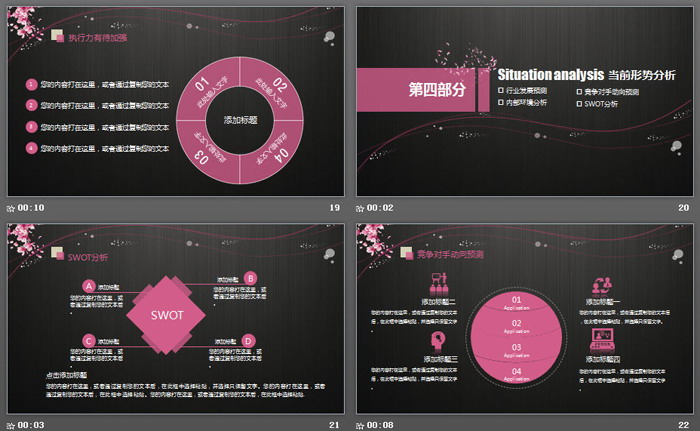 执行力有待加强
1 您的内容打在这里，或者通过复制您的文本
2 您的内容打在这里，或者通过复制您的文本
3 您的内容打在这里，或者通过复制您的文本
4 您的内容打在这里，或者通过复制您的文本
01
此处输入文字
02
此处输入文字
添加标题
03
此处输入文字
04
此处输入文字
00:10
19
第四部分
Situation analysis 当前形势分析
行业发展预测
竞争对手动向预测
内部环境分析
SWOT分析
00:02
20
SWOT分析
A 添加标题
您的内容打在这里，或
者通过复制您的文本后
B
添加标题
您的内容打在这里，或
者通过复制您的文本后
SWOT
C 添加标题
您的内容打在这里，或
者通过复制您的文本后
D
添加标题
您的内容打在这里，或
者通过复制您的文本后
点击添加标题
您的内容打在这里，或者通过复制您的文本后，在此框中选择粘贴，并选择只保留文字。您的内容打在这里，或
者通过复制您的文本后，在此框中选择粘贴。您的内容打在这里，或者通过复制您的文本后，在此框中选择粘贴
00:03
21
竞争对手动向预测
添加标题二
您的内容打在这里，或者通过复制您的文本
后，在此框中选择粘贴，并选择只保留文字
添加标题一
您的内容打在这里，或者通过复制您的文本
后，在此框中选择粘贴，并选择只保留文字
01
Application
02
Application
03
Application
04
Application
添加标题三
您的内容打在这里，或者通过复制您的文本
后，在此框中选择粘贴，并选择只保留文字
添加标题四
您的内容打在这里，或者通过复制您的文本
后，在此框中选择粘贴，并选择只保留文字
00:08
22